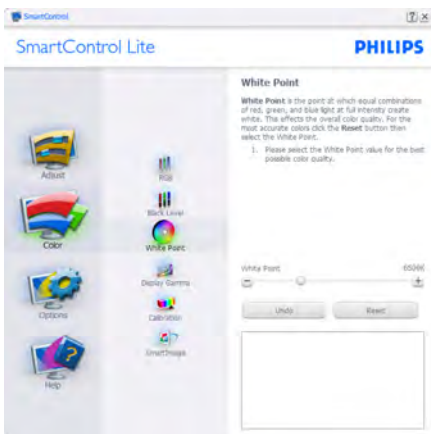 SmartControl
SmartControl Lite
PHILIPS
White Point
White Point is the point at which equal combinations
of red, green, and blue light at full intensity create
white. This effects the overall color quality. For the
most accurate colors click the Reset button then
select the White Point.
1. Please select the White Point value for the best
possible color quality.
Adjust
Color
Options
Help
RGB
Black Level
White Point
Display Gamma
Calibration
SmartImage
White Point
6506K
Undo
Reset